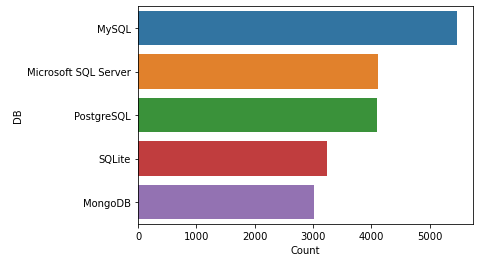 MySQL
Microsoft SQL Server
PostgreSQL
SQLite
MongoDB
DB
0 1000 2000 3000 4000 5000
Count